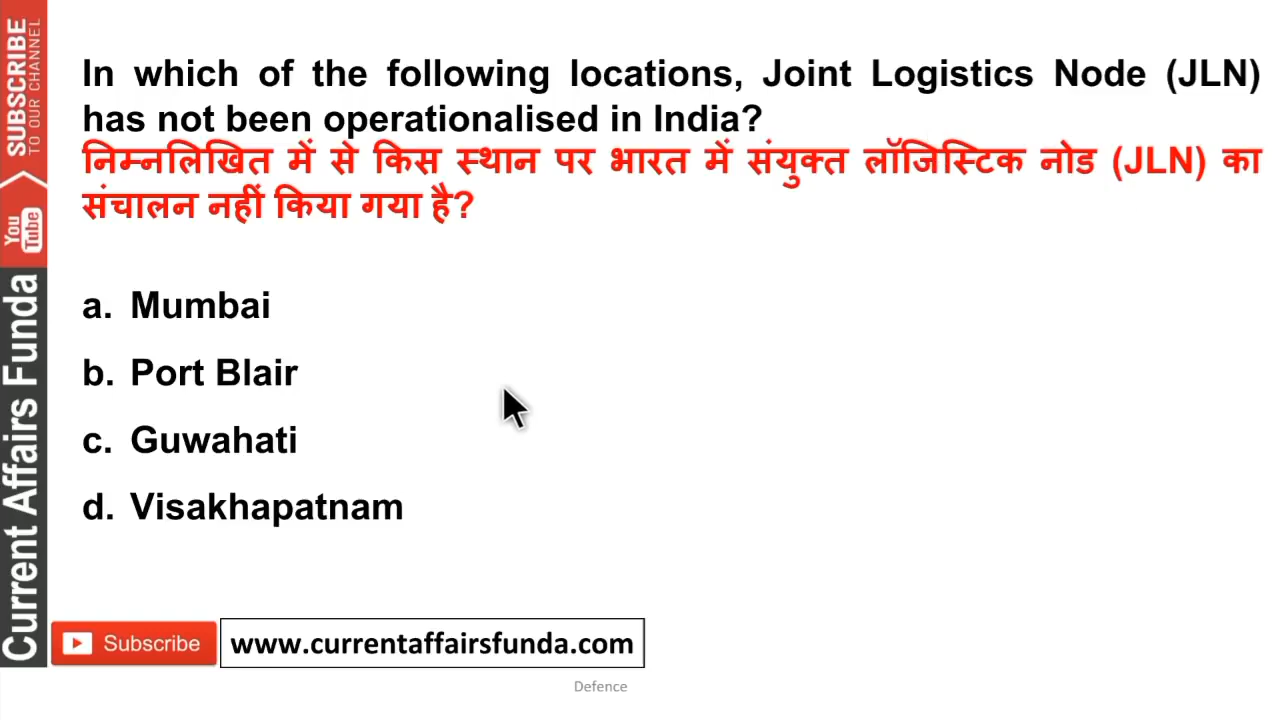 In which of the following locations, Joint Logistics Node (JLN)
has not been operationalised in India?
निम्नलिखित में से किस स्थान पर भारत में संयुक्त लॉजिस्टिक नोड (JLN) का
संचालन नहीं किया गया है?
a. Mumbai
b. Port Blair
c. Guwahati
d. Visakhapatnam
SUBSCRIBE
TO OUR CHANNEL
You
Tube
Current Affairs Funda
Subscribe
www.currentaffairsfunda.com
Defence